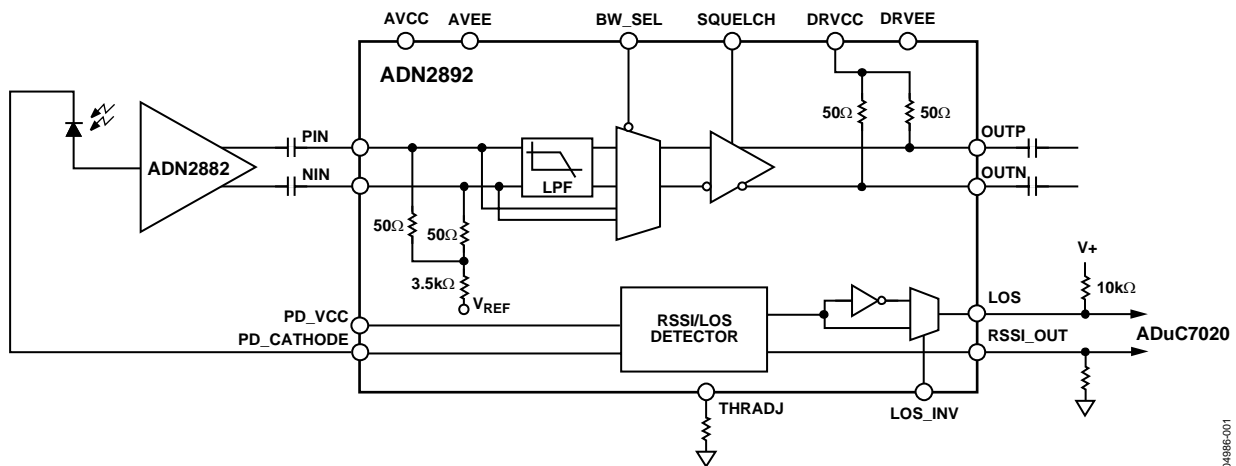 AVCC AVEE BW_SEL SQUELCH DRVCC DRVEE
ADN2892
50Ω 50Ω
PIN OUTP
ADN2882
NIN LPF OUTN
50Ω 50Ω
V+
3.5kΩ
10kΩ
VREF LOS
PD_VCC
RSSI/LOS
DETECTOR
ADuC7020
PD_CATHODE RSSI_OUT
THRADJ LOS_INV
04986-001